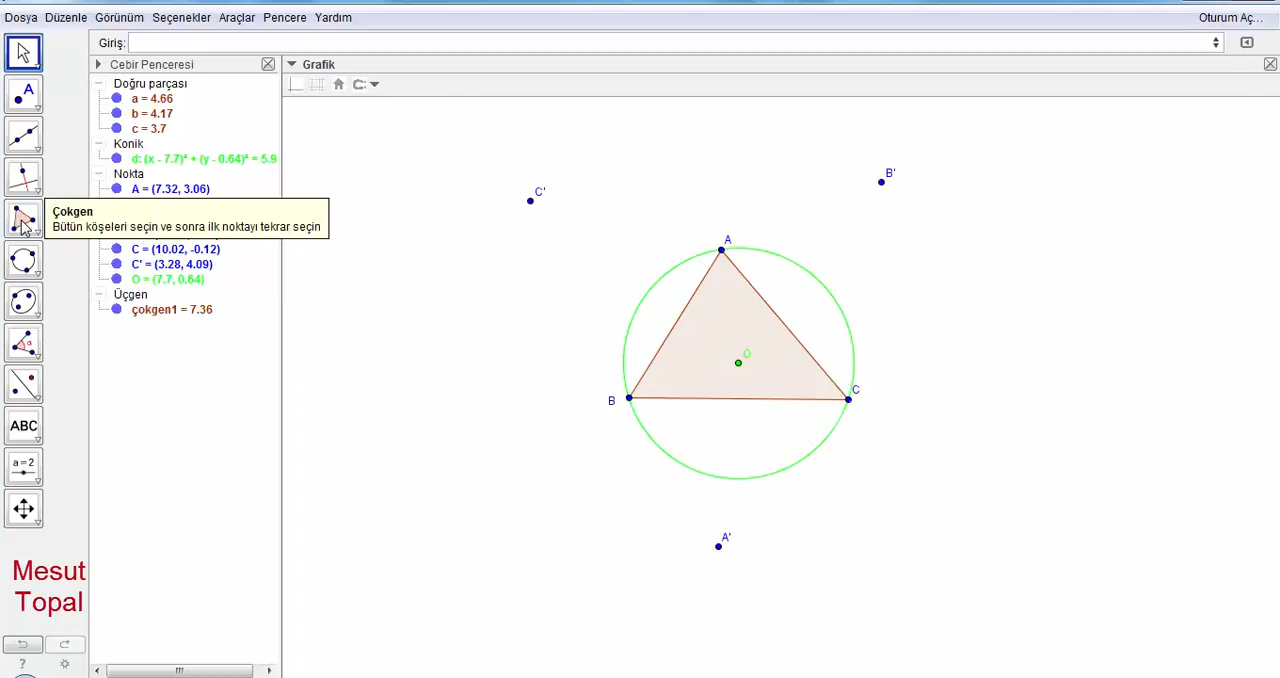 Dosya Düzenle Görünüm Seçenekler Araçlar Pencere Yardım Oturum Aç...
Giriş:
Cebir Penceresi
Grafik
Doğru parçası
a = 4.66
b = 4.17
c = 3.7
Konik
d: (x - 7.7)² + (y - 0.64)² = 5.9
Nokta
A = (7.32, 3.06)
Çokgen
Bütün köşeleri seçin ve sonra ilk noktayı tekrar seçin
C = (10.02, -0.12)
C' = (3.28, 4.09)
O = (7.7, 0.64)
Üçgen
çokgen1 = 7.36
A
α
ABC
a=2
Mesut
Topal
?
C'
B'
A
O
C
B
A'